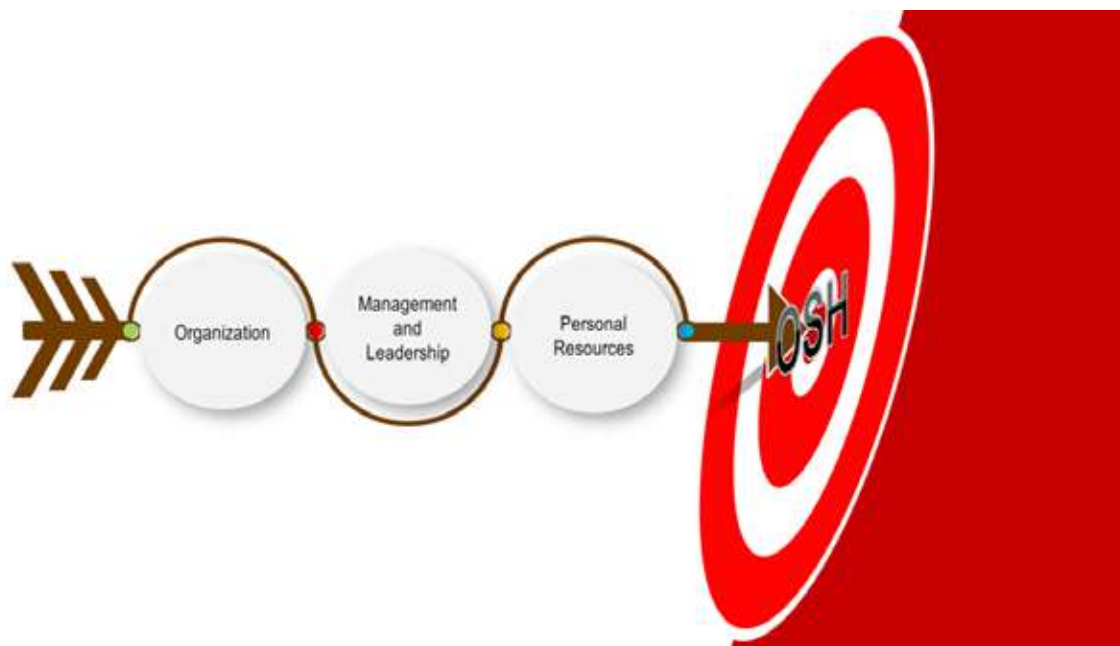 Organization
Management
and
Leadership
Personal
Resources
OSH